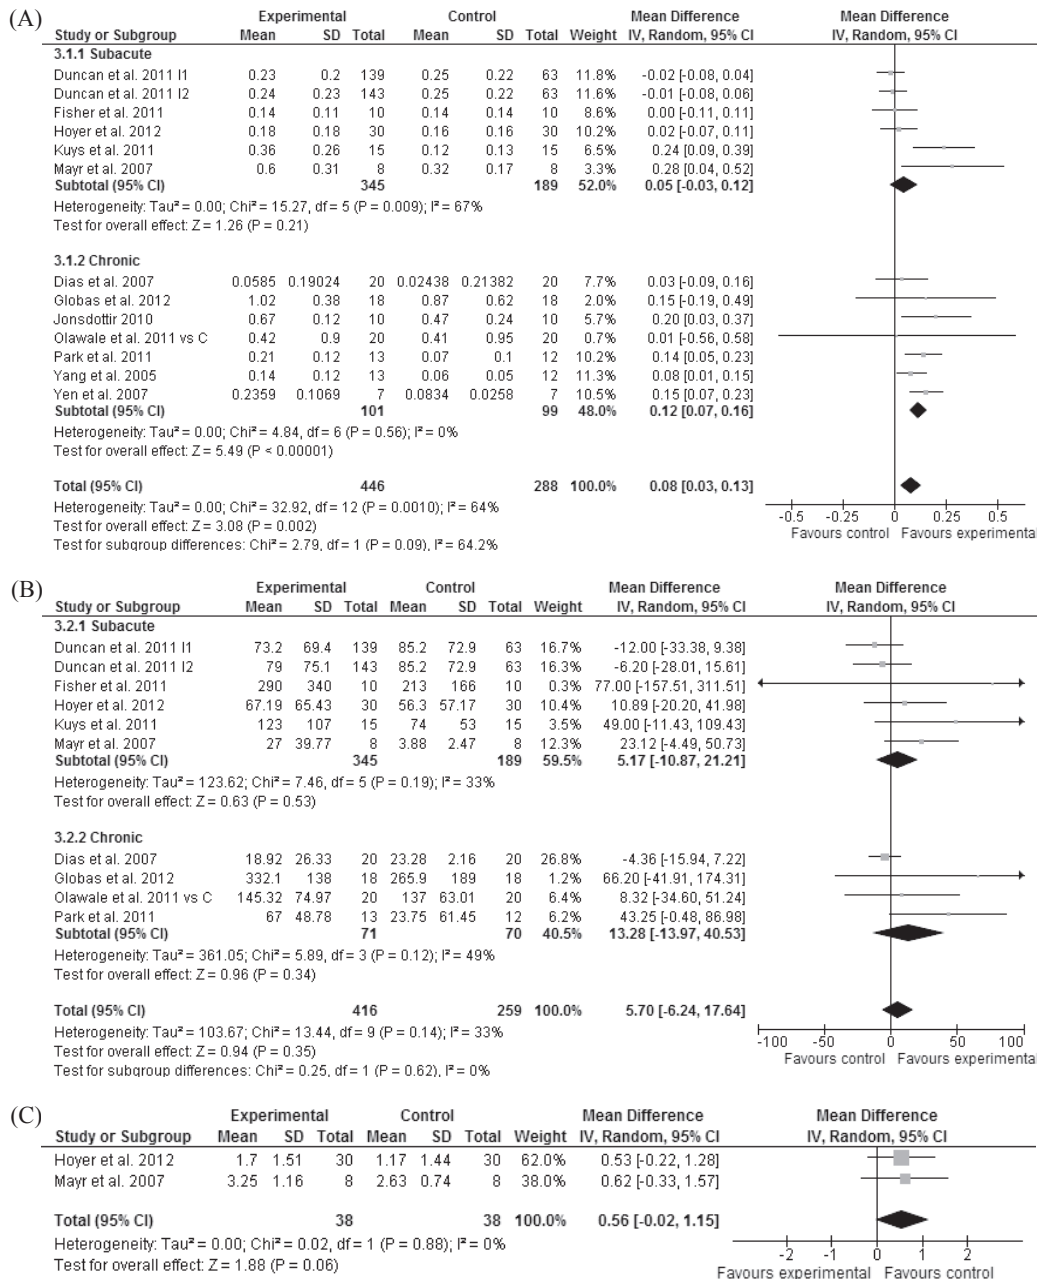 (A)
Experimental Control Mean Difference Mean Difference
Study or Subgroup Mean SD Total Mean SD Total Weight IV, Random, 95% CI IV, Random, 95% CI
3.1.1 Subacute
Duncan et al. 2011 I1 0.23 0.2 139 0.25 0.22 63 11.8% -0.02 [-0.08, 0.04]
Duncan et al. 2011 I2 0.24 0.23 143 0.25 0.22 63 11.6% -0.01 [-0.08, 0.06]
Fisher et al. 2011 0.14 0.11 10 0.14 0.14 10 8.6% 0.00 [-0.11, 0.11]
Hoyer et al. 2012 0.18 0.18 30 0.16 0.16 30 10.2% 0.02 [-0.07, 0.11]
Kuys et al. 2011 0.36 0.26 15 0.12 0.13 15 6.5% 0.24 [0.09, 0.39]
Mayr et al. 2007 0.6 0.31 8 0.32 0.17 8 3.3% 0.28 [0.04, 0.52]
Subtotal (95% CI) 345 189 52.0% 0.05 [-0.03, 0.12]
Heterogeneity: Tau² = 0.00; Chi² = 15.27, df = 5 (P = 0.009); I² = 67%
Test for overall effect: Z = 1.26 (P = 0.21)
3.1.2 Chronic
Dias et al. 2007 0.0585 0.19024 20 0.02438 0.21382 20 7.7% 0.03 [-0.09, 0.16]
Globas et al. 2012 1.02 0.38 18 0.87 0.62 18 2.0% 0.15 [-0.19, 0.49]
Jonsdottir 2010 0.67 0.12 10 0.47 0.24 10 5.7% 0.20 [0.03, 0.37]
Olawale et al. 2011 vs C 0.42 0.9 20 0.41 0.95 20 0.7% 0.01 [-0.56, 0.58]
Park et al. 2011 0.21 0.12 13 0.07 0.1 12 10.2% 0.14 [0.05, 0.23]
Yang et al. 2005 0.14 0.12 13 0.06 0.05 12 11.3% 0.08 [0.01, 0.15]
Yen et al. 2007 0.2359 0.1069 7 0.0834 0.0258 7 10.5% 0.15 [0.07, 0.23]
Subtotal (95% CI) 101 99 48.0% 0.12 [0.07, 0.16]
Heterogeneity: Tau² = 0.00; Chi² = 4.84, df = 6 (P = 0.56); I² = 0%
Test for overall effect: Z = 5.49 (P < 0.00001)
Total (95% CI) 446 288 100.0% 0.08 [0.03, 0.13]
Heterogeneity: Tau² = 0.00; Chi² = 32.92, df = 12 (P = 0.0010); I² = 64%
Test for overall effect: Z = 3.08 (P = 0.002)
Test for subgroup differences: Chi² = 2.79, df = 1 (P = 0.09), I² = 64.2%
-0.5 -0.25 0 0.25 0.5
Favours control Favours experimental
(B)
Experimental Control Mean Difference Mean Difference
Study or Subgroup Mean SD Total Mean SD Total Weight IV, Random, 95% CI IV, Random, 95% CI
3.2.1 Subacute
Duncan et al. 2011 I1 73.2 69.4 139 85.2 72.9 63 16.7% -12.00 [-33.38, 9.38]
Duncan et al. 2011 I2 79 75.1 143 85.2 72.9 63 16.3% -6.20 [-28.01, 15.61]
Fisher et al. 2011 290 340 10 213 166 10 0.3% 77.00 [-157.51, 311.51]
Hoyer et al. 2012 67.19 65.43 30 56.3 57.17 30 10.4% 10.89 [-20.20, 41.98]
Kuys et al. 2011 123 107 15 74 53 15 3.5% 49.00 [-11.43, 109.43]
Mayr et al. 2007 27 39.77 8 3.88 2.47 8 12.3% 23.12 [-4.49, 50.73]
Subtotal (95% CI) 345 189 59.5% 5.17 [-10.87, 21.21]
Heterogeneity: Tau² = 123.62; Chi² = 7.46, df = 5 (P = 0.19); I² = 33%
Test for overall effect: Z = 0.63 (P = 0.53)
3.2.2 Chronic
Dias et al. 2007 18.92 26.33 20 23.28 2.16 20 26.8% -4.36 [-15.94, 7.22]
Globas et al. 2012 332.1 138 18 265.9 189 18 1.2% 66.20 [-41.91, 174.31]
Olawale et al. 2011 vs C 145.32 74.97 20 137 63.01 20 6.4% 8.32 [-34.60, 51.24]
Park et al. 2011 67 48.78 13 23.75 61.45 12 6.2% 43.25 [-0.48, 86.98]
Subtotal (95% CI) 71 70 40.5% 13.28 [-13.97, 40.53]
Heterogeneity: Tau² = 361.05; Chi² = 5.89, df = 3 (P = 0.12); I² = 49%
Test for overall effect: Z = 0.96 (P = 0.34)
Total (95% CI) 416 259 100.0% 5.70 [-6.24, 17.64]
Heterogeneity: Tau² = 103.67; Chi² = 13.44, df = 9 (P = 0.14); I² = 33%
Test for overall effect: Z = 0.94 (P = 0.35)
Test for subgroup differences: Chi² = 0.25, df = 1 (P = 0.62), I² = 0%
-100 -50 0 50 100
Favours control Favours experimental
(C)
Experimental Control Mean Difference Mean Difference
Study or Subgroup Mean SD Total Mean SD Total Weight IV, Random, 95% CI IV, Random, 95% CI
Hoyer et al. 2012 1.7 1.51 30 1.17 1.44 30 62.0% 0.53 [-0.22, 1.28]
Mayr et al. 2007 3.25 1.16 8 2.63 0.74 8 38.0% 0.62 [-0.33, 1.57]
Total (95% CI) 38 38 100.0% 0.56 [-0.02, 1.15]
Heterogeneity: Tau² = 0.00; Chi² = 0.02, df = 1 (P = 0.88); I² = 0%
Test for overall effect: Z = 1.88 (P = 0.06)
-2 -1 0 1 2
Favours experimental Favours control